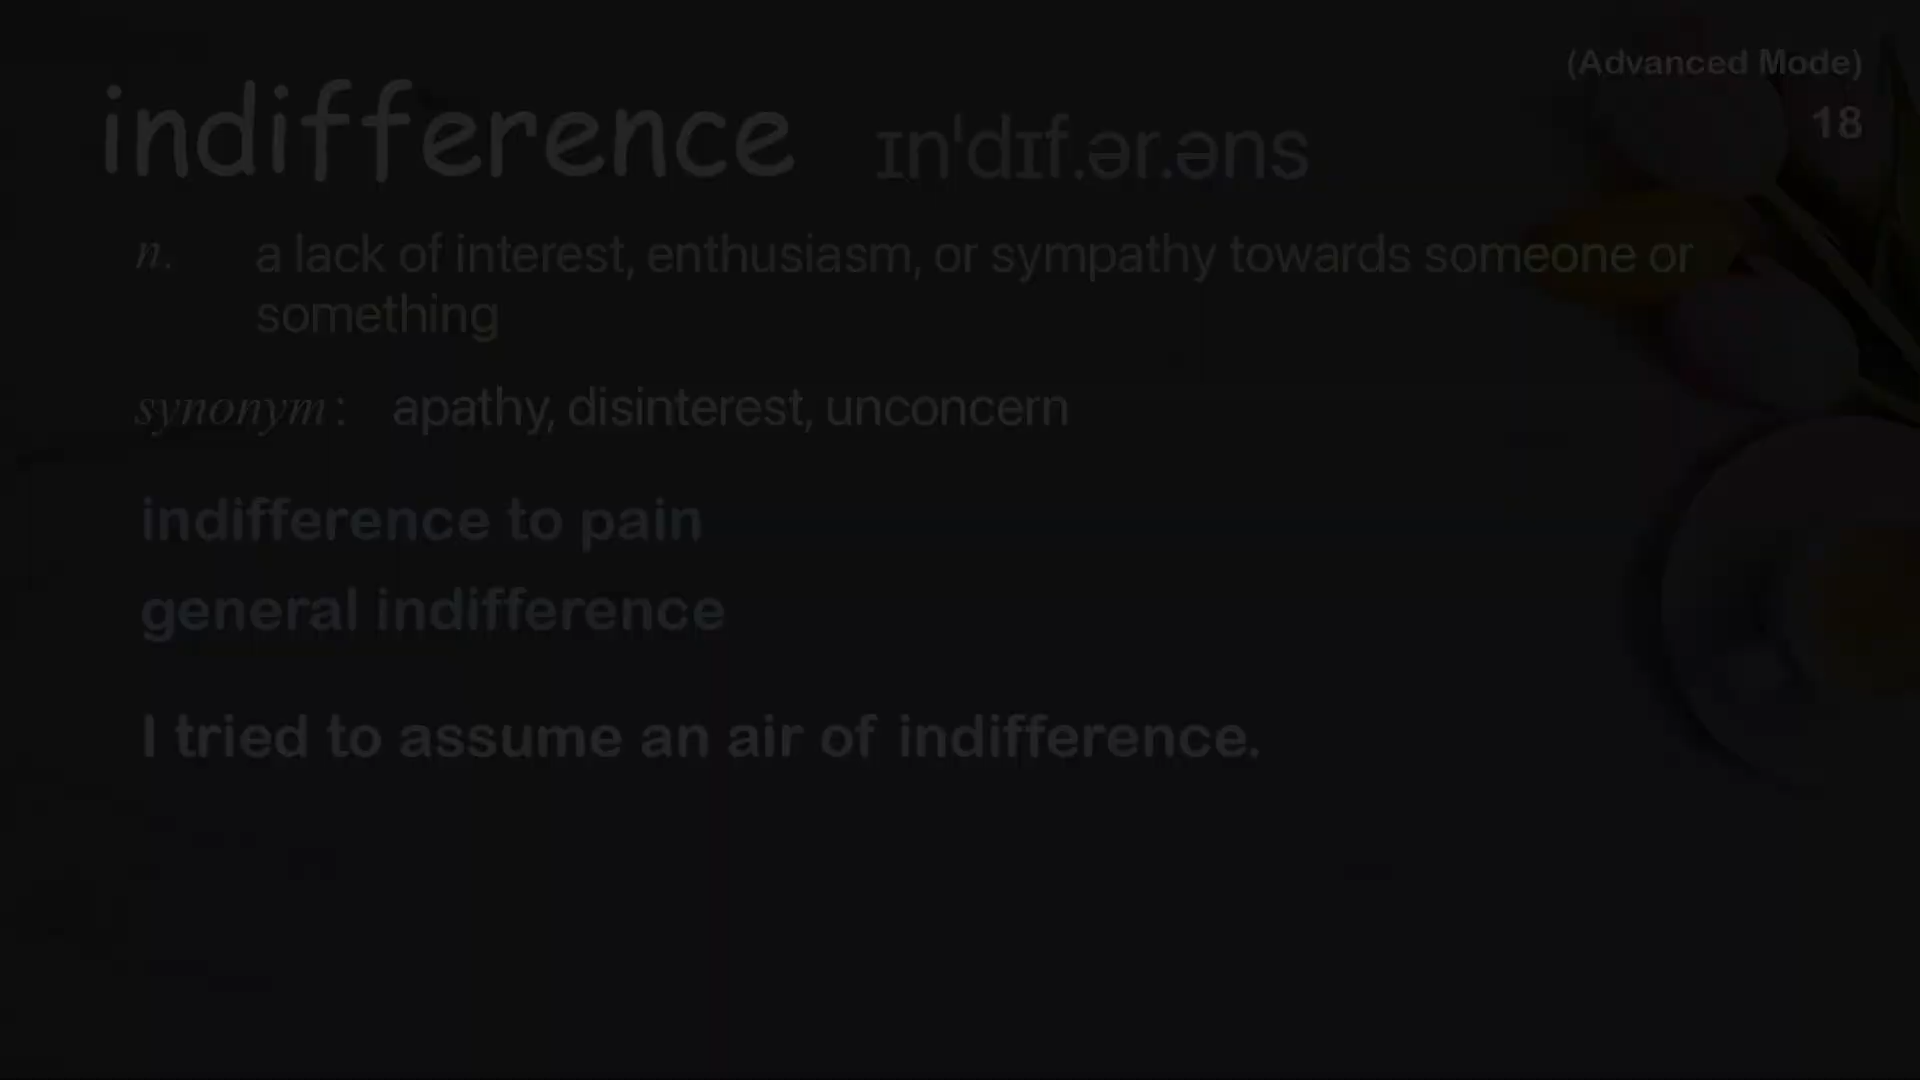 (Advanced Mode)
indifference ɪnˈdɪf.ər.əns
18
n. a lack of interest, enthusiasm, or sympathy towards someone or
something
synonym: apathy, disinterest, unconcern
indifference to pain
general indifference
I tried to assume an air of indifference.